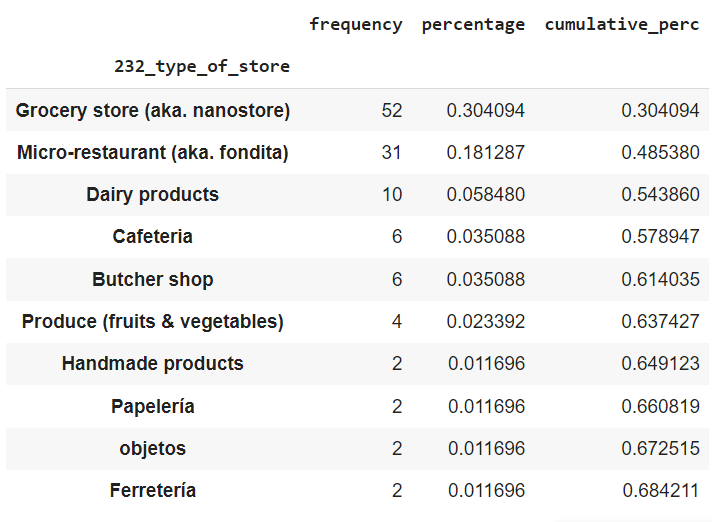 frequency percentage cumulative_perc
232_type_of_store
Grocery store (aka. nanostore) 52 0.304094 0.304094
Micro-restaurant (aka. fondita) 31 0.181287 0.485380
Dairy products 10 0.058480 0.543860
Cafeteria 6 0.035088 0.578947
Butcher shop 6 0.035088 0.614035
Produce (fruits & vegetables) 4 0.023392 0.637427
Handmade products 2 0.011696 0.649123
Papelería 2 0.011696 0.660819
objetos 2 0.011696 0.672515
Ferretería 2 0.011696 0.684211